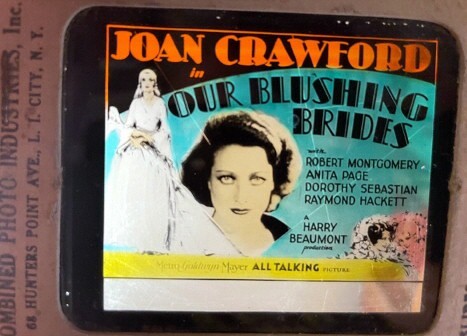 JOAN CRAWFORD
in
OUR BLUSHING
BRIDES
with
ROBERT MONTGOMERY
ANITA PAGE
DOROTHY SEBASTIAN
RAYMOND HACKETT
A
HARRY
BEAUMONT
production
Metro Goldwyn Mayer ALL TALKING PICTURE
COMBINED PHOTO INDUSTRIES, Inc.
68 HUNTERS POINT AVE., L. I. CITY, N. Y.